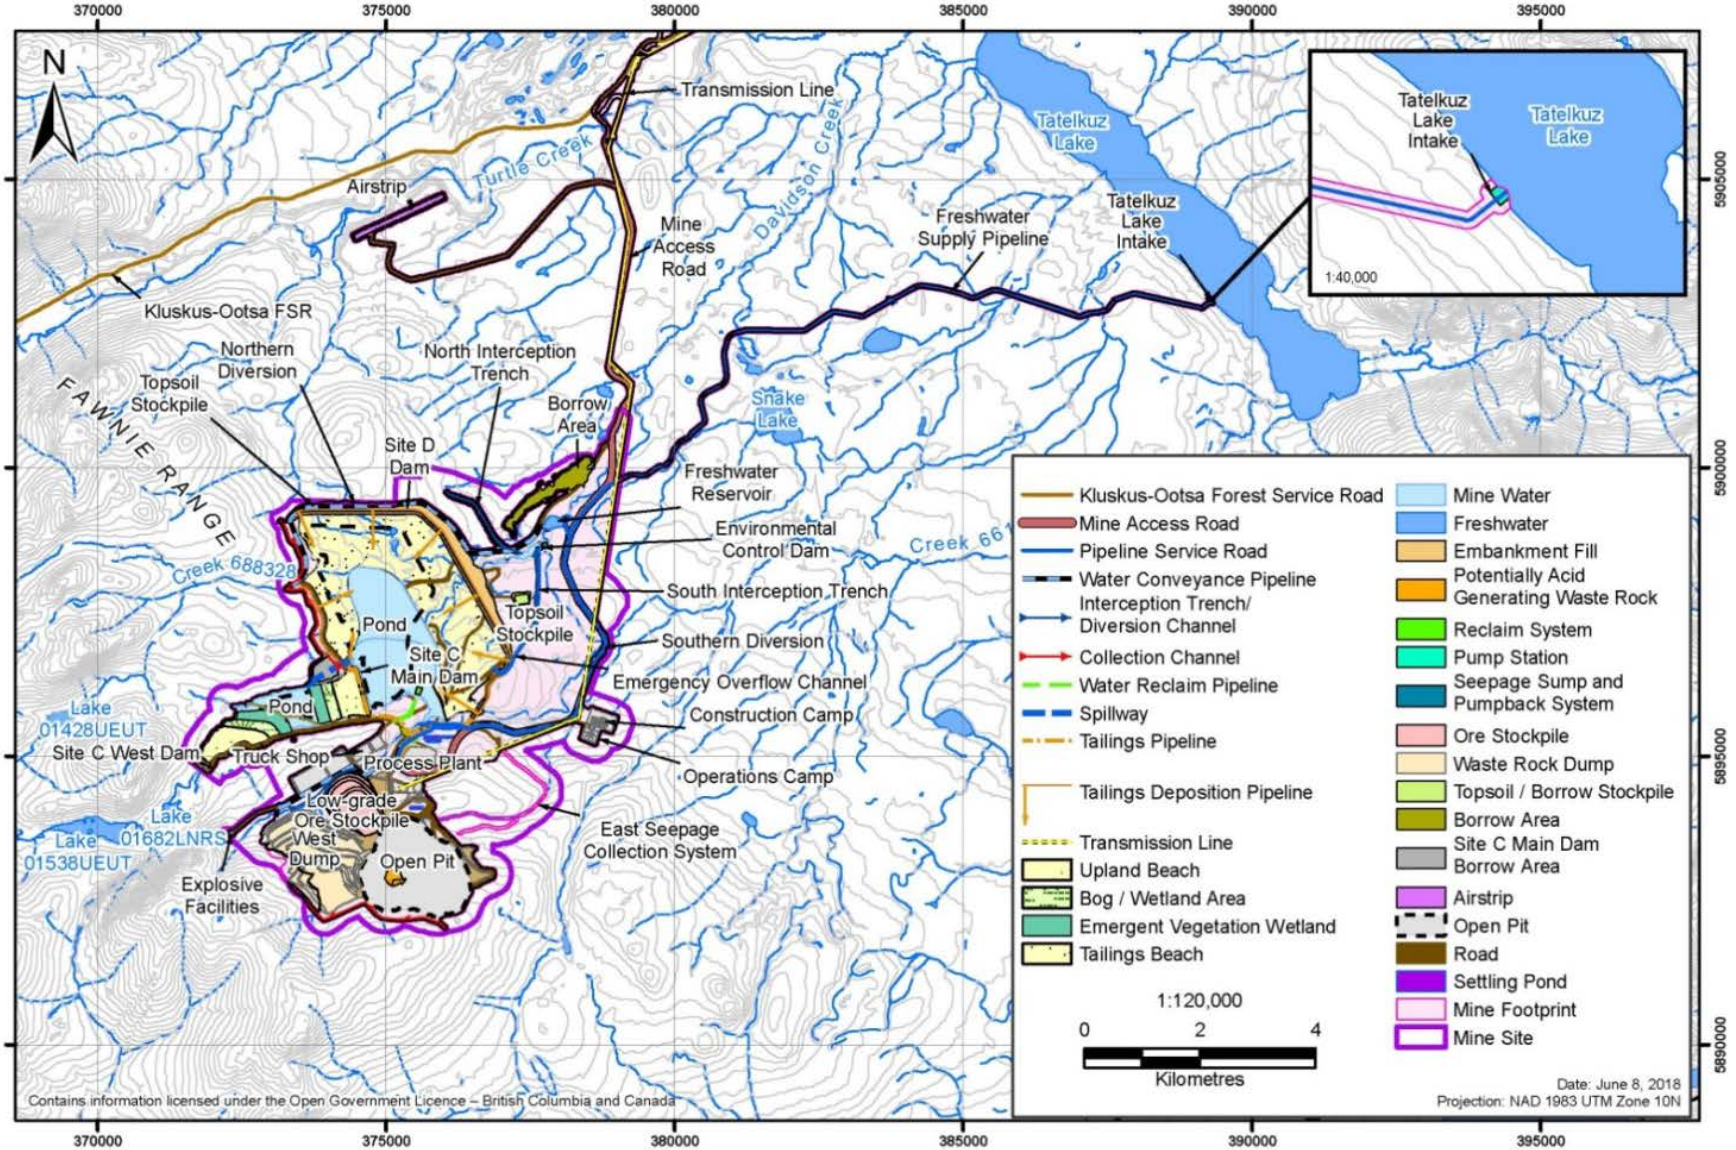 370000 375000 380000 385000 390000 395000
N
Transmission Line
Tatelkuz
Lake
Tatelkuz
Lake
Intake
Tatelkuz
Lake
1:40,000
5905000
5900000
5895000
5890000
Turtle Creek
Davidson Creek
Airstrip
Mine
Access
Road
Freshwater
Supply Pipeline
Tatelkuz
Lake
Intake
Kluskus-Ootsa FSR
Northern
Diversion
North Interception
Trench
Topsoil
Stockpile
FAWNIE RANGE
Borrow
Area
Snake
Lake
Site D
Dam
Freshwater
Reservoir
Environmental
Control Dam
Creek 661
Creek 688328
South Interception Trench
Topsoil
Stockpile
Pond
Southern Diversion
Site C
Main Dam
Emergency Overflow Channel
Lake
01428UEUT
Pond
Construction Camp
Site C West Dam
Truck Shop
Process Plant
Operations Camp
Low-grade
Ore Stockpile
Lake
01682LNRS
Lake
01538UEUT
West
Dump
Open Pit
East Seepage
Collection System
Explosive
Facilities
Kluskus-Ootsa Forest Service Road
Mine Access Road
Pipeline Service Road
Water Conveyance Pipeline
Interception Trench/
Diversion Channel
Collection Channel
Water Reclaim Pipeline
Spillway
Tailings Pipeline
Tailings Deposition Pipeline
Transmission Line
Upland Beach
Bog / Wetland Area
Emergent Vegetation Wetland
Tailings Beach
Mine Water
Freshwater
Embankment Fill
Potentially Acid
Generating Waste Rock
Reclaim System
Pump Station
Seepage Sump and
Pumpback System
Ore Stockpile
Waste Rock Dump
Topsoil / Borrow Stockpile
Borrow Area
Site C Main Dam
Borrow Area
Airstrip
Open Pit
Road
Settling Pond
Mine Footprint
Mine Site
1:120,000
0 2 4
Kilometres
Date: June 8, 2018
Projection: NAD 1983 UTM Zone 10N
Contains information licensed under the Open Government Licence – British Columbia and Canada
370000 375000 380000 385000 390000 395000